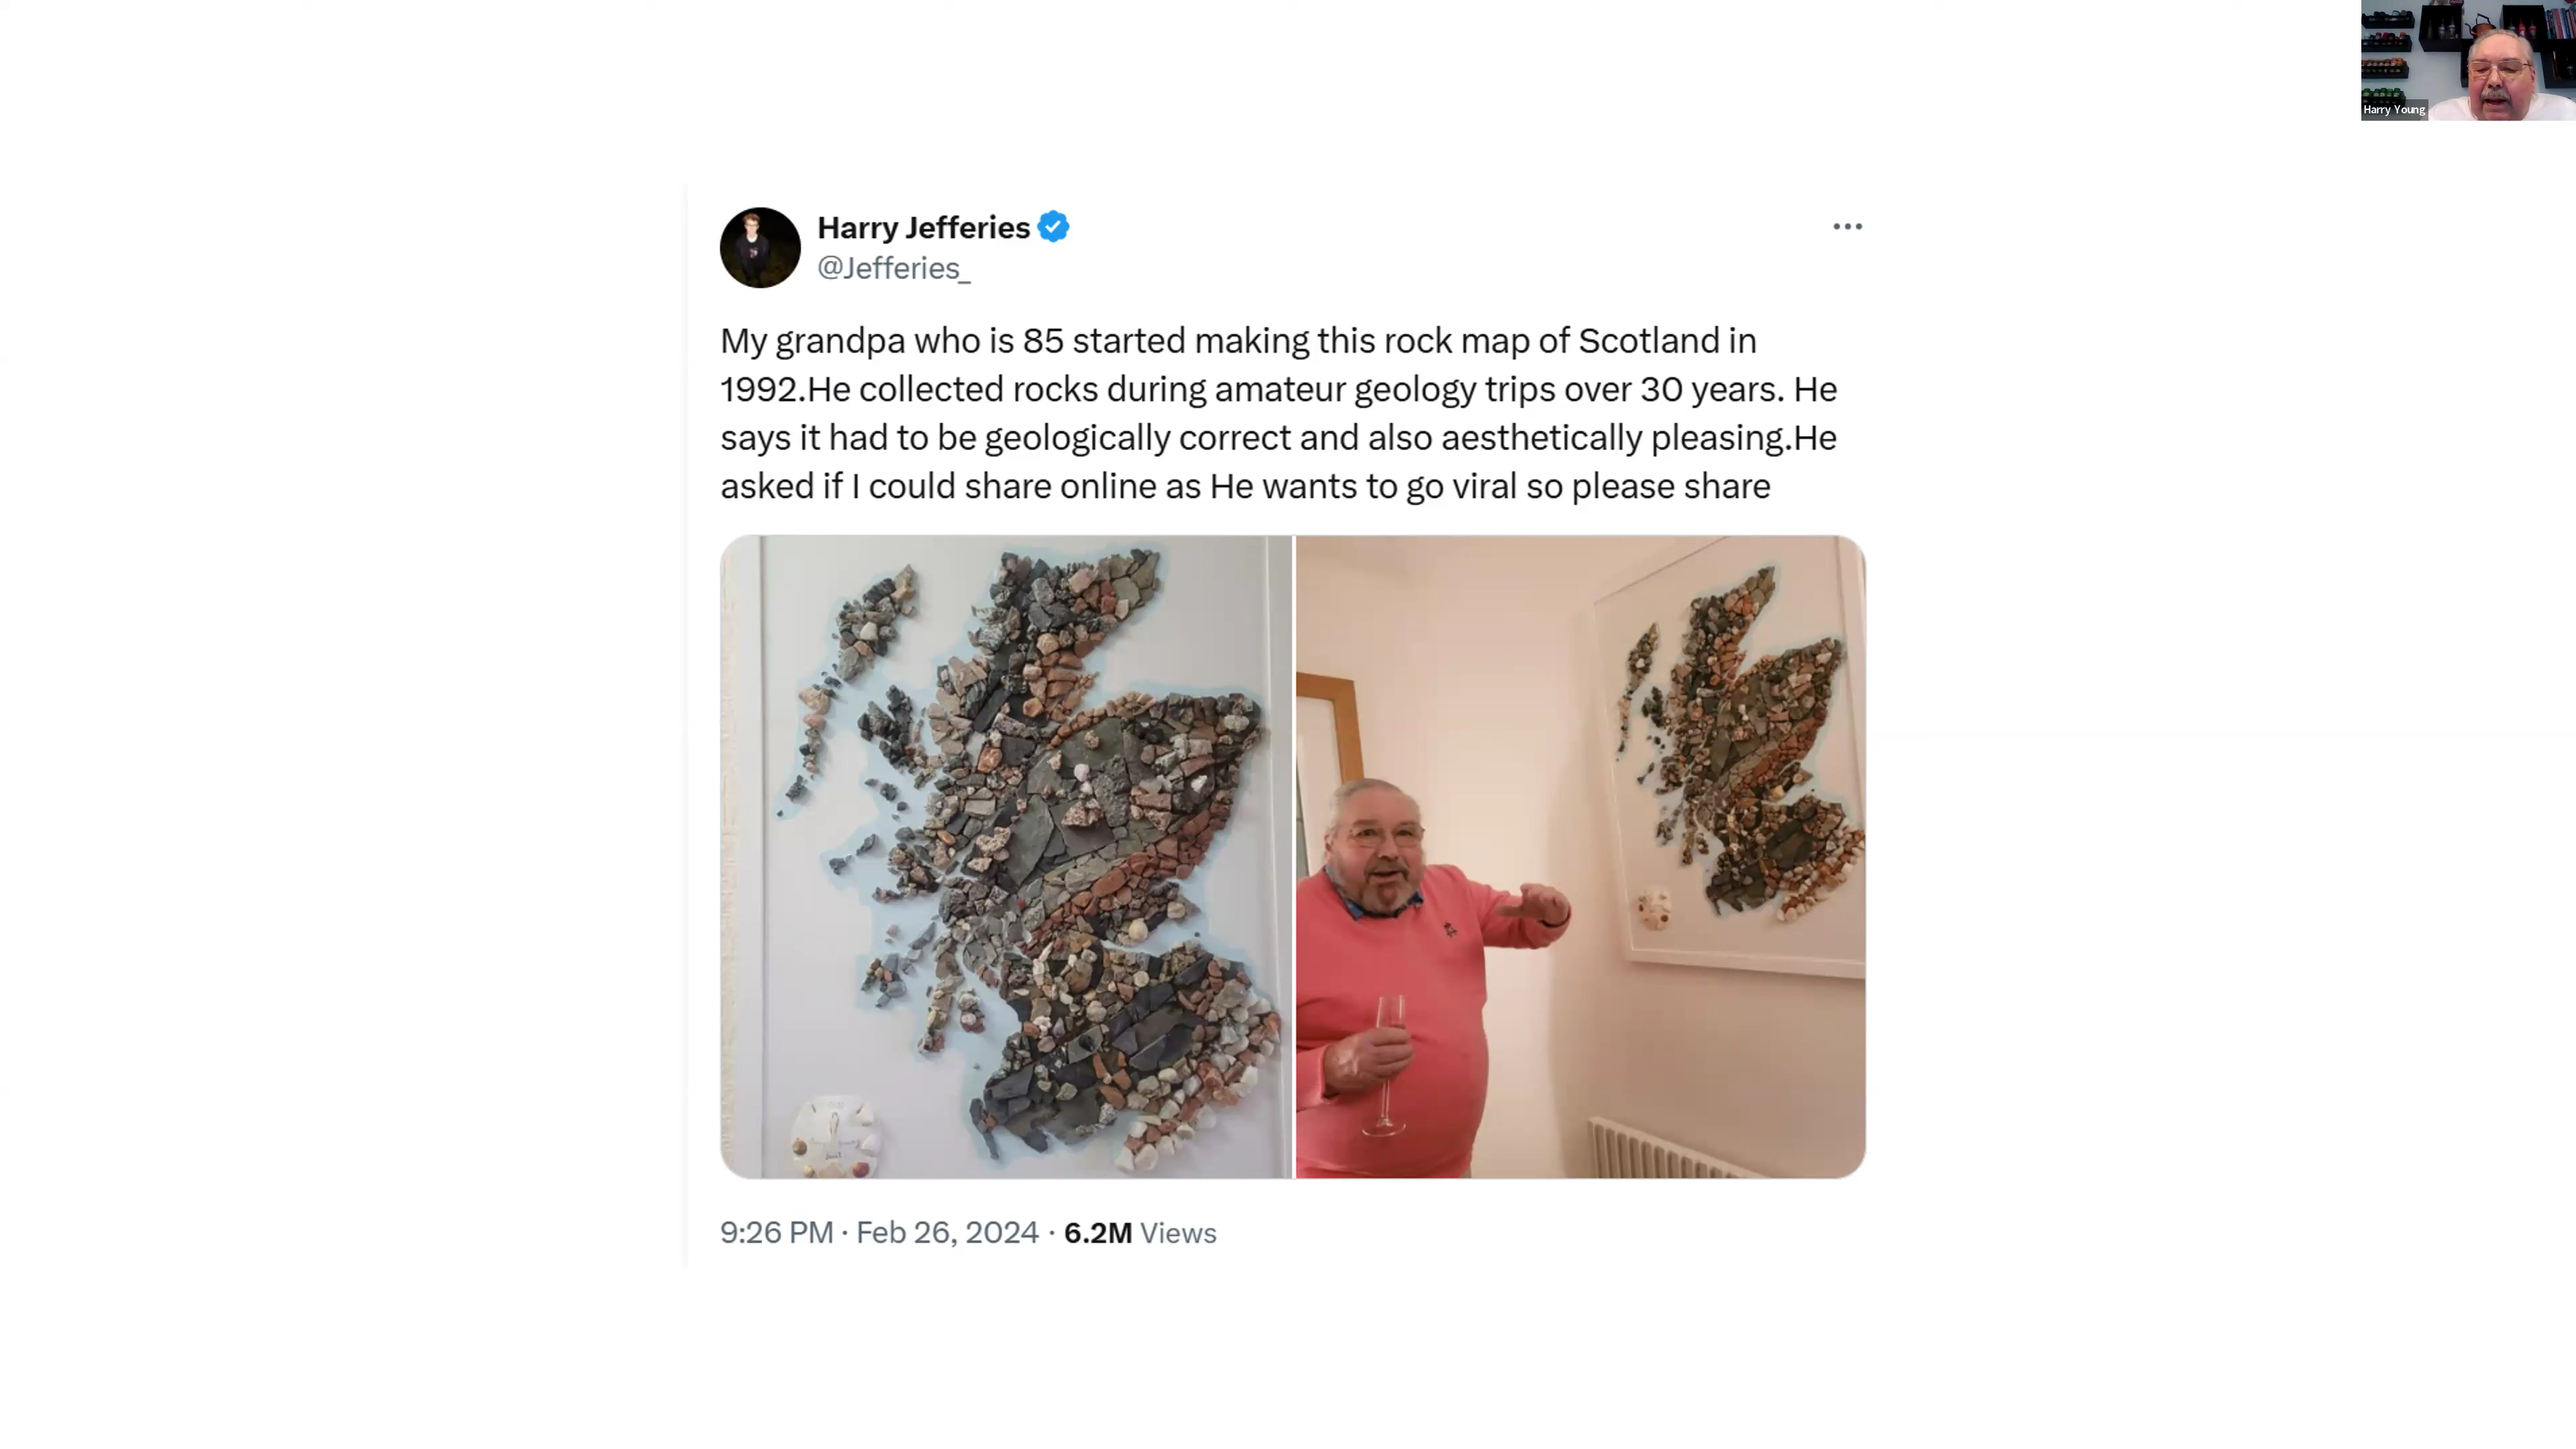 Harry Young
Harry Jefferies
@Jefferies_
My grandpa who is 85 started making this rock map of Scotland in
1992.He collected rocks during amateur geology trips over 30 years. He
says it had to be geologically correct and also aesthetically pleasing.He
asked if I could share online as He wants to go viral so please share
9:26 PM · Feb 26, 2024 · 6.2M Views